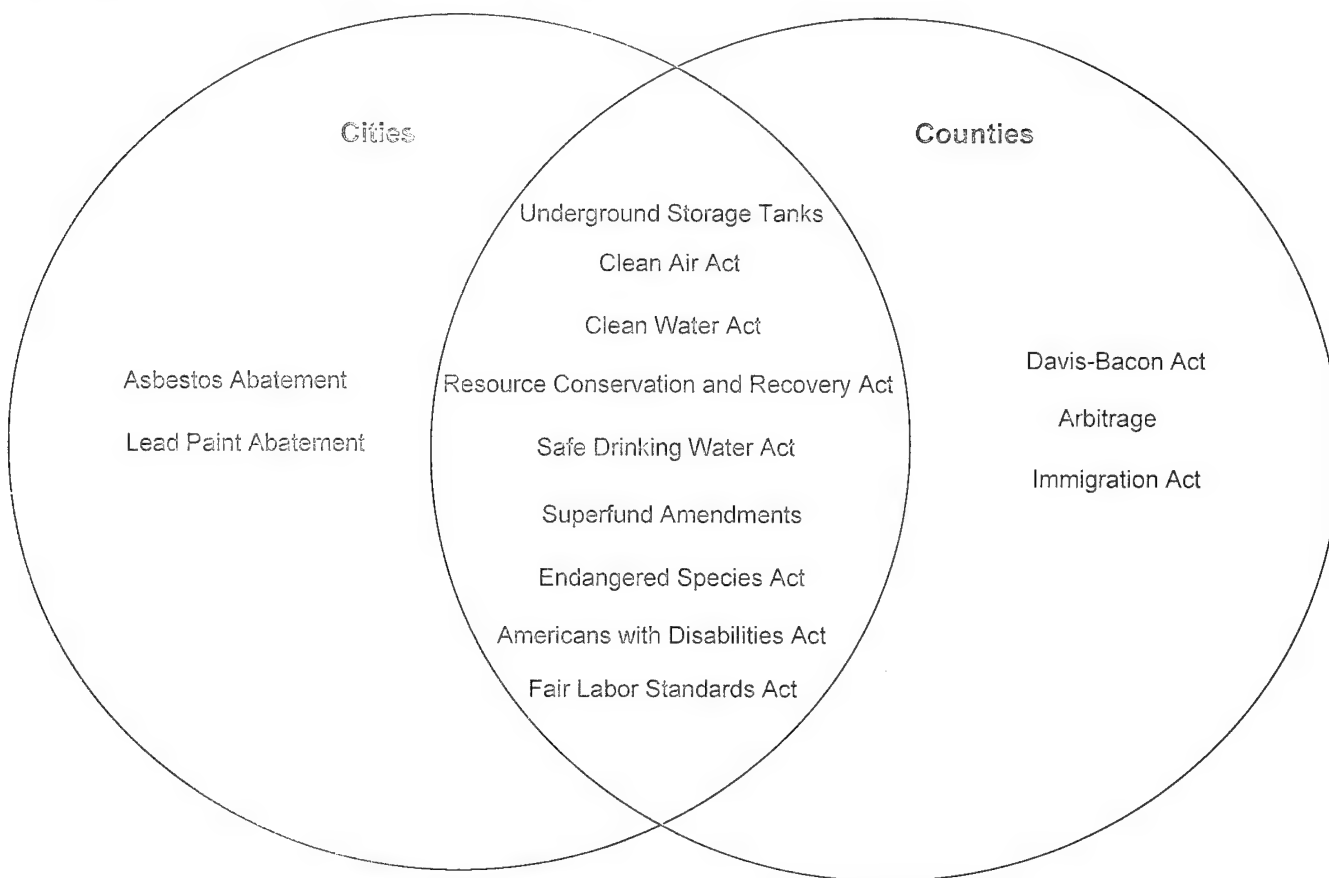 Cities
Counties
Underground Storage Tanks
Clean Air Act
Clean Water Act
Resource Conservation and Recovery Act
Safe Drinking Water Act
Superfund Amendments
Endangered Species Act
Americans with Disabilities Act
Fair Labor Standards Act
Asbestos Abatement
Lead Paint Abatement
Davis-Bacon Act
Arbitrage
Immigration Act